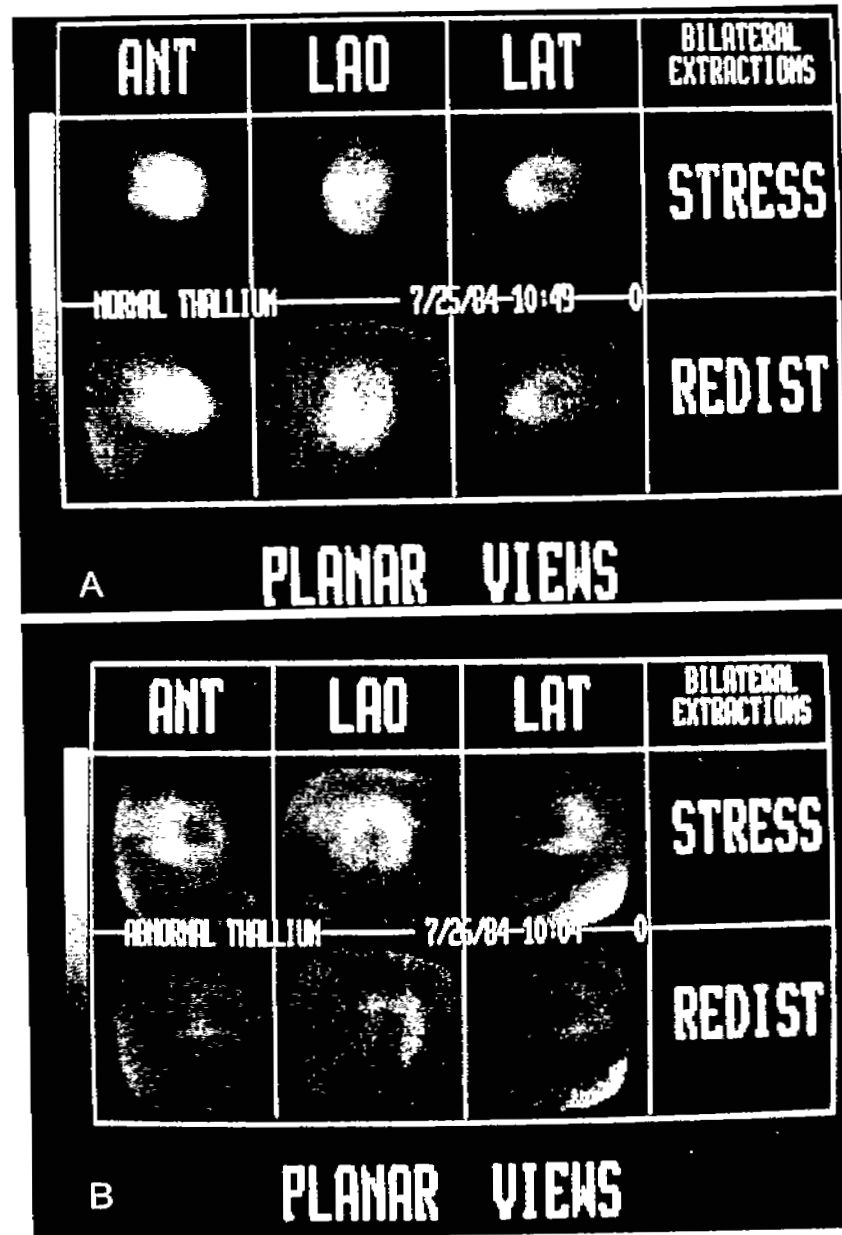 ANT LAO LAT BILATERAL
EXTRACTIONS
STRESS
NORMAL THALLIUM 7/25/84 10:49 0
REDIST
A PLANAR VIEWS
ANT LAO LAT BILATERAL
EXTRACTIONS
STRESS
ABNORMAL THALLIUM 7/26/84 10:04 0
REDIST
B PLANAR VIEWS